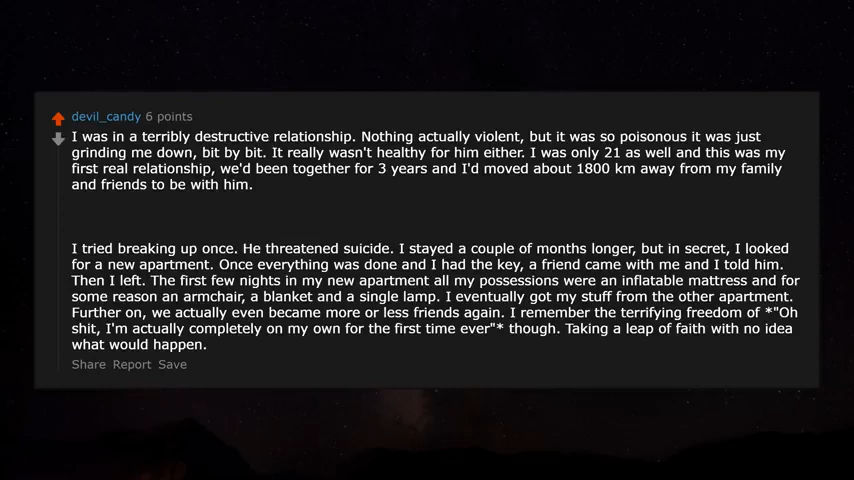 devil_candy 6 points
I was in a terribly destructive relationship. Nothing actually violent, but it was so poisonous it was just
grinding me down, bit by bit. It really wasn't healthy for him either. I was only 21 as well and this was my
first real relationship, we'd been together for 3 years and I'd moved about 1800 km away from my family
and friends to be with him.
I tried breaking up once. He threatened suicide. I stayed a couple of months longer, but in secret, I looked
for a new apartment. Once everything was done and I had the key, a friend came with me and I told him.
Then I left. The first few nights in my new apartment all my possessions were an inflatable mattress and for
some reason an armchair, a blanket and a single lamp. I eventually got my stuff from the other apartment.
Further on, we actually even became more or less friends again. I remember the terrifying freedom of *"Oh
shit, I'm actually completely on my own for the first time ever"* though. Taking a leap of faith with no idea
what would happen.
Share Report Save